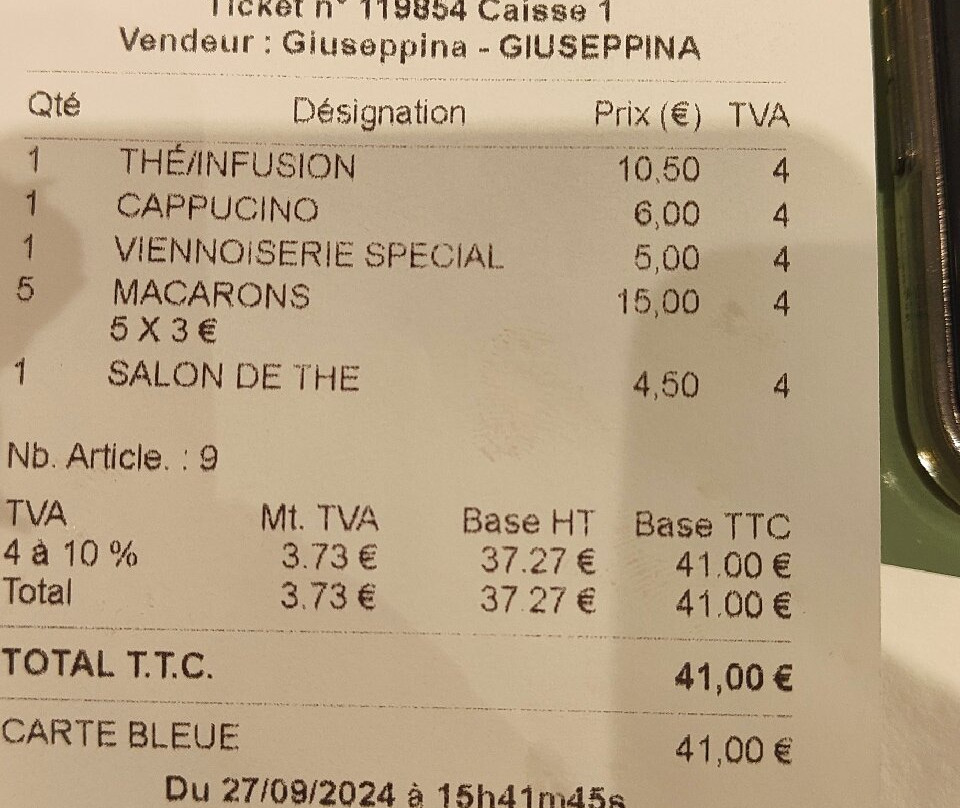 Ticket n° 119854 Caisse 1
Vendeur : Giuseppina - GIUSEPPINA
Qté Désignation Prix (€) TVA
1 THÉ/INFUSION 10,50 4
1 CAPPUCINO 6,00 4
1 VIENNOISERIE SPECIAL 5,00 4
5 MACARONS 15,00 4
5 X 3 €
1 SALON DE THE 4,50 4
Nb. Article. : 9
TVA Mt. TVA Base HT Base TTC
4 à 10 % 3.73 € 37.27 € 41.00 €
Total 3.73 € 37.27 € 41.00 €
TOTAL T.T.C. 41,00 €
CARTE BLEUE 41,00 €
Du 27/09/2024 à 15h41m45s